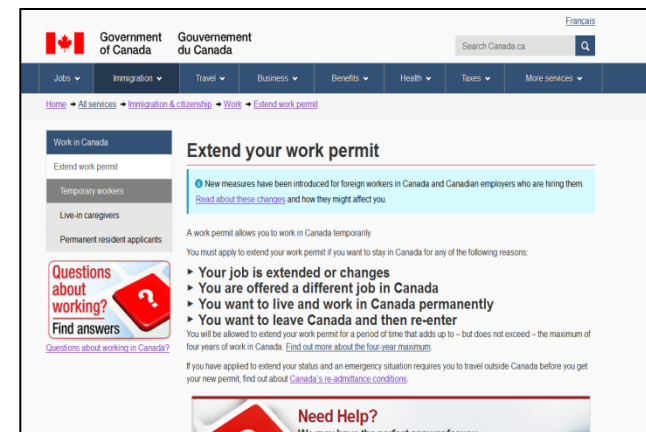 Français
Government of Canada
Gouvernement du Canada
Search Canada.ca
Jobs
Immigration
Travel
Business
Benefits
Health
Taxes
More services
Home ➔ All services ➔ Immigration & citizenship ➔ Work ➔ Extend work permit
Work in Canada
Extend work permit
Temporary workers
Live-in caregivers
Permanent resident applicants
Questions
about
working?
Find answers
Questions about working in Canada?
Extend your work permit
New measures have been introduced for foreign workers in Canada and Canadian employers who are hiring them.
Read about these changes and how they might affect you.
A work permit allows you to work in Canada temporarily.
You must apply to extend your work permit if you want to stay in Canada for any of the following reasons:
Your job is extended or changes
You are offered a different job in Canada
You want to live and work in Canada permanently
You want to leave Canada and then re-enter
You will be allowed to extend your work permit for a period of time that adds up to – but does not exceed – the maximum of
four years of work in Canada. Find out more about the four-year maximum.
If you have applied to extend your status and an emergency situation requires you to travel outside Canada before you get
your new permit, find out about Canada's re-admittance conditions.
Need Help?